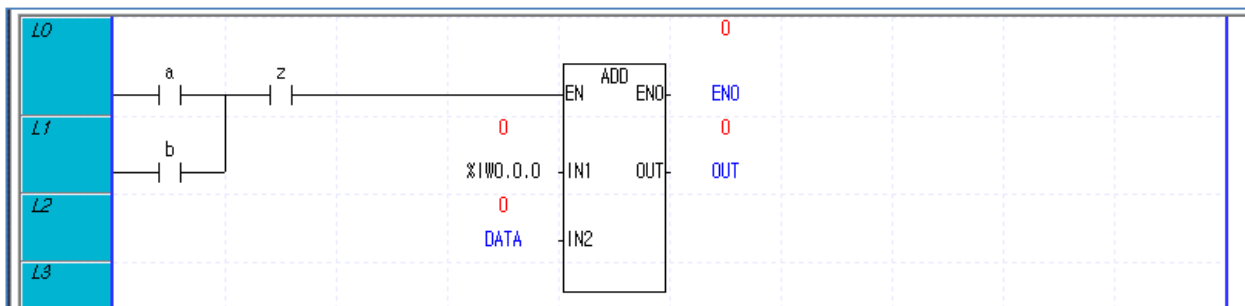 L0
0
a
z
ADD
EN ENO ENO
L1
0 0
b
%IW0.0.0 IN1 OUT OUT
L2
0
DATA IN2
L3